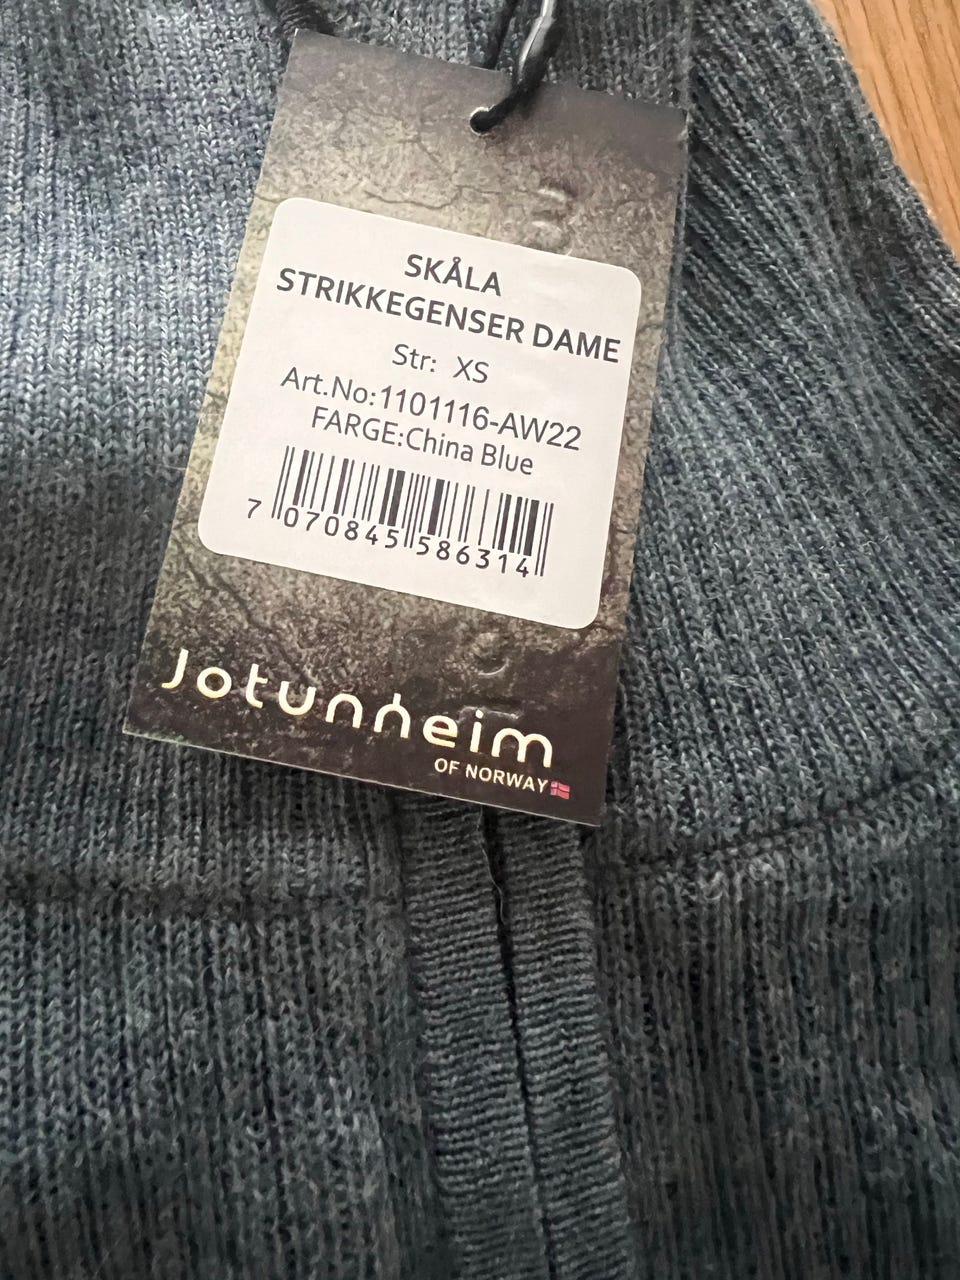 SKÅLA
STRIKKEGENSER DAME
Str: XS
Art.No:1101116-AW22
FARGE:China Blue
7 070845 586314
Jotunheim
OF NORWAY